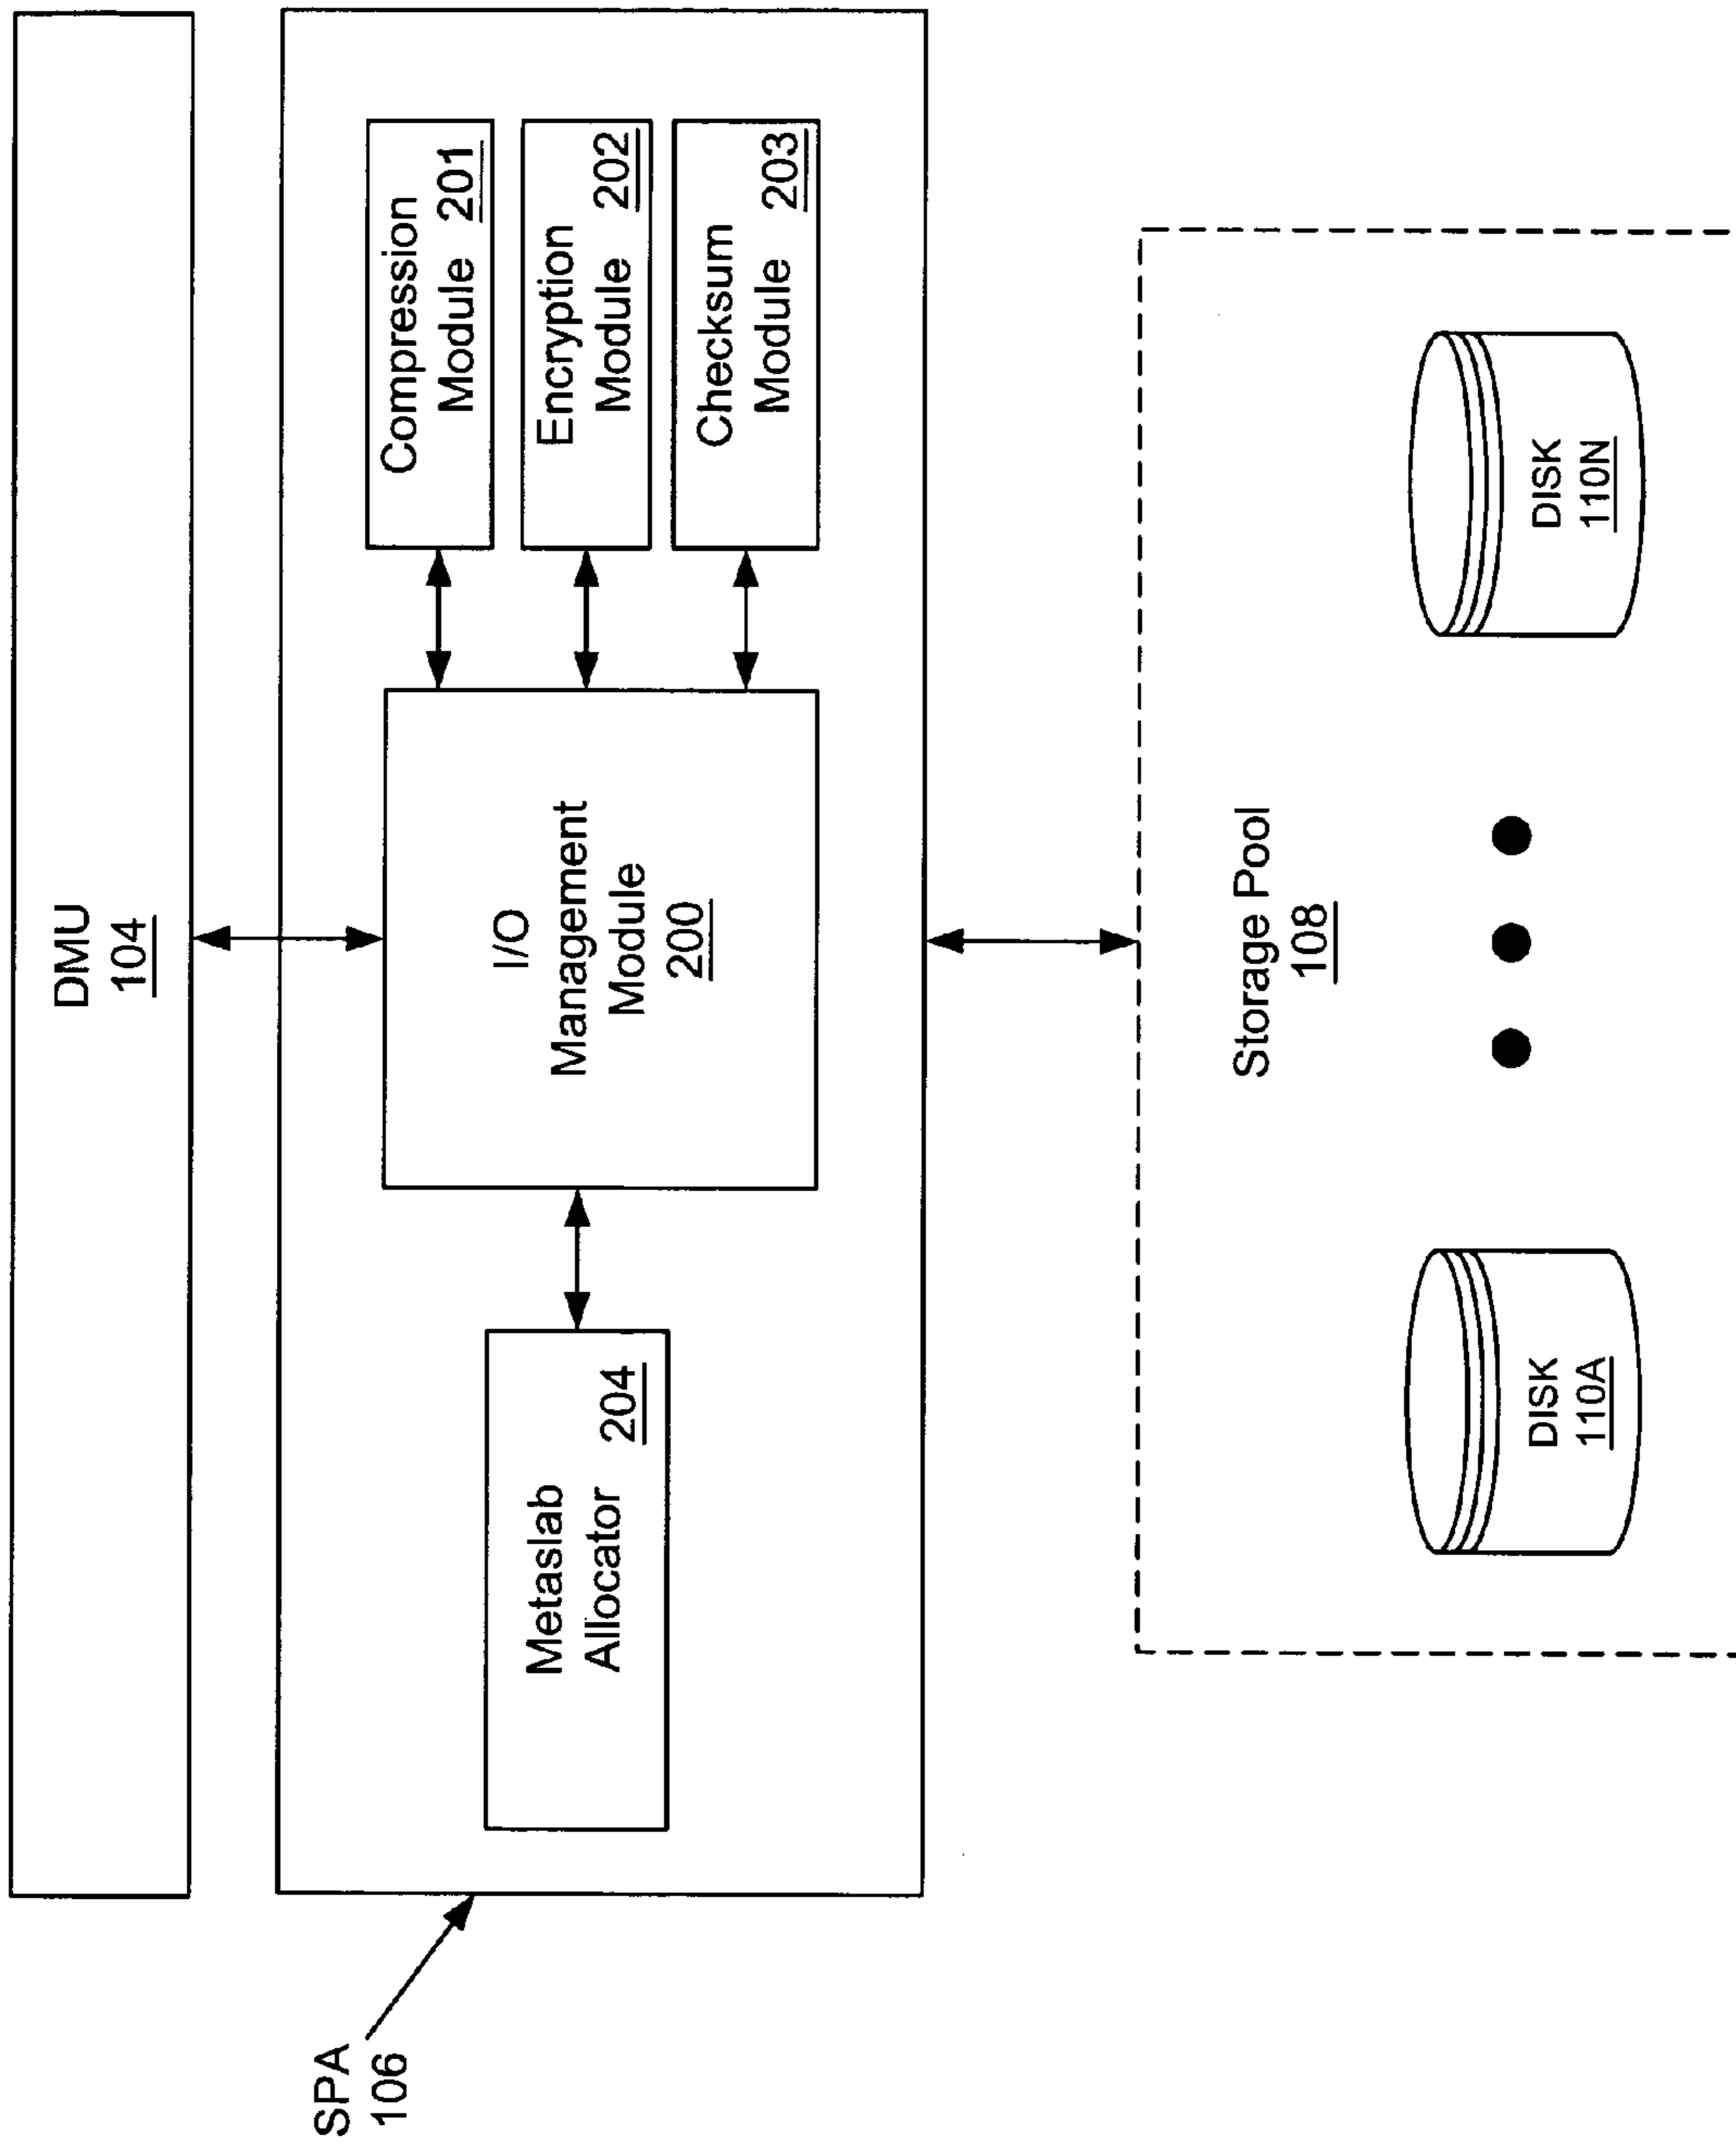 DMU
104
SPA
106
Metaslab
Allocator 204
I/O
Management
Module
200
Compression
Module 201
Encryption
Module 202
Checksum
Module 203
Storage Pool
108
DISK
110A
DISK
110N